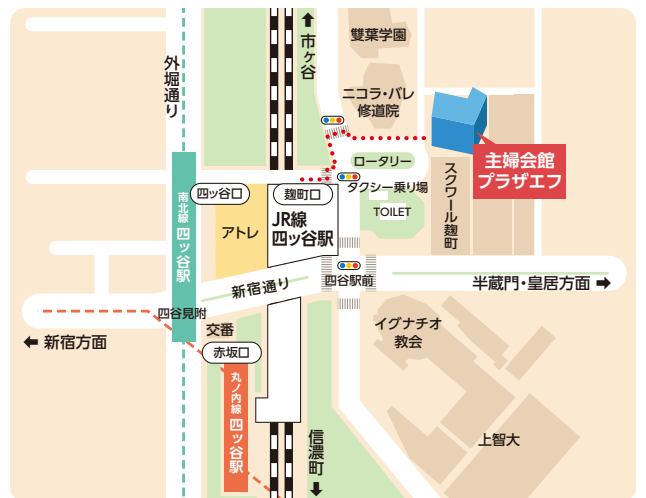 市ヶ谷
雙葉学園
外堀通り
ニコラ・バレ
修道院
主婦会館
プラザエフ
ロータリー
タクシー乗り場
TOILET
スクワール麹町
四ッ谷口
麹町口
南北線 四ッ谷駅
アトレ
JR線
四ッ谷駅
新宿通り
四谷駅前
半蔵門・皇居方面
四谷見附
新宿方面
交番
赤坂口
イグナチオ
教会
丸ノ内線 四ッ谷駅
信濃町
上智大